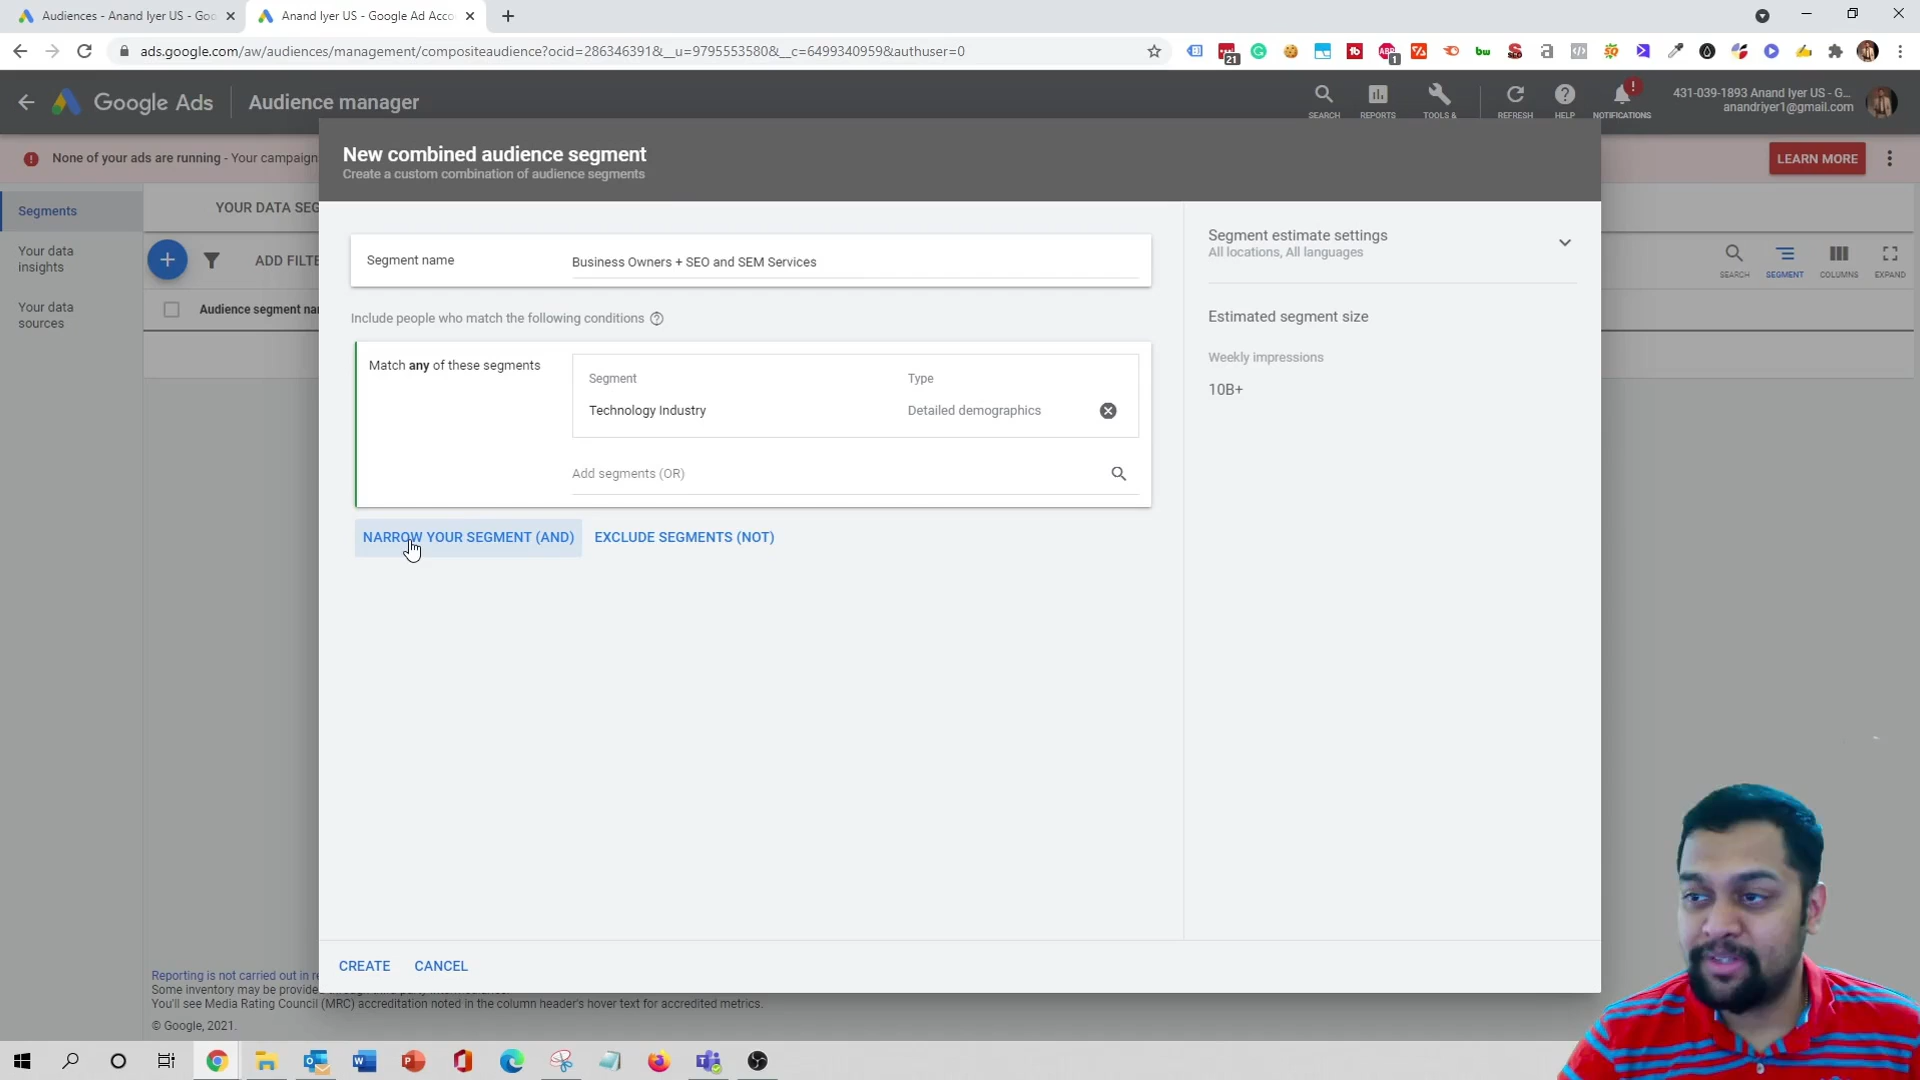 Audiences - Anand Iyer US - Goo
Anand Iyer US - Google Ad Acco
ads.google.com/aw/audiences/management/compositeaudience?ocid=286346391&__u=9795553580&__c=6499340959&authuser=0
21
1
Google Ads
Audience manager
SEARCH
REPORTS
TOOLS &
REFRESH
HELP
NOTIFICATIONS
431-039-1893 Anand Iyer US - G...
anandriyer1@gmail.com
None of your ads are running - Your campaign
LEARN MORE
Segments
Your data
insights
Your data
sources
YOUR DATA SEG
ADD FILTE
Audience segment na
SEARCH
SEGMENT
COLUMNS
EXPAND
New combined audience segment
Create a custom combination of audience segments
Segment name
Business Owners + SEO and SEM Services
Include people who match the following conditions
Match any of these segments
Segment
Type
Technology Industry
Detailed demographics
Add segments (OR)
NARROW YOUR SEGMENT (AND)
EXCLUDE SEGMENTS (NOT)
Segment estimate settings
All locations, All languages
Estimated segment size
Weekly impressions
10B+
CREATE
CANCEL
Reporting is not carried out in r
Some inventory may be provide
You'll see Media Rating Council (MRC) accreditation noted in the column header's hover text for accredited metrics.
© Google, 2021.